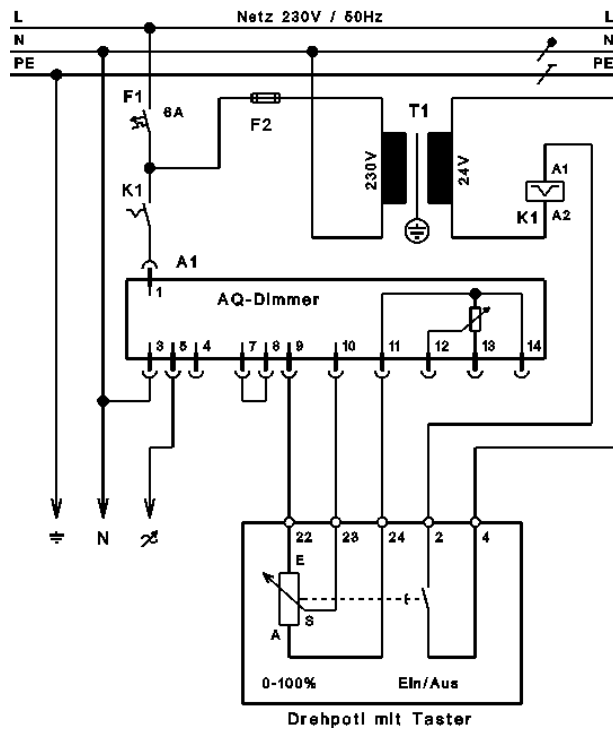 L Netz 230V / 50Hz L
N N
PE PE
F1
6A
F2
T1
230V
24V
A1
K1 A2
K1
A1
1
AQ-Dimmer
3 5 4 7 8 9 10 11 12 13 14
N
22 23 24 2 4
E
S
A
0-100% Ein/Aus
Drehpoti mit Taster